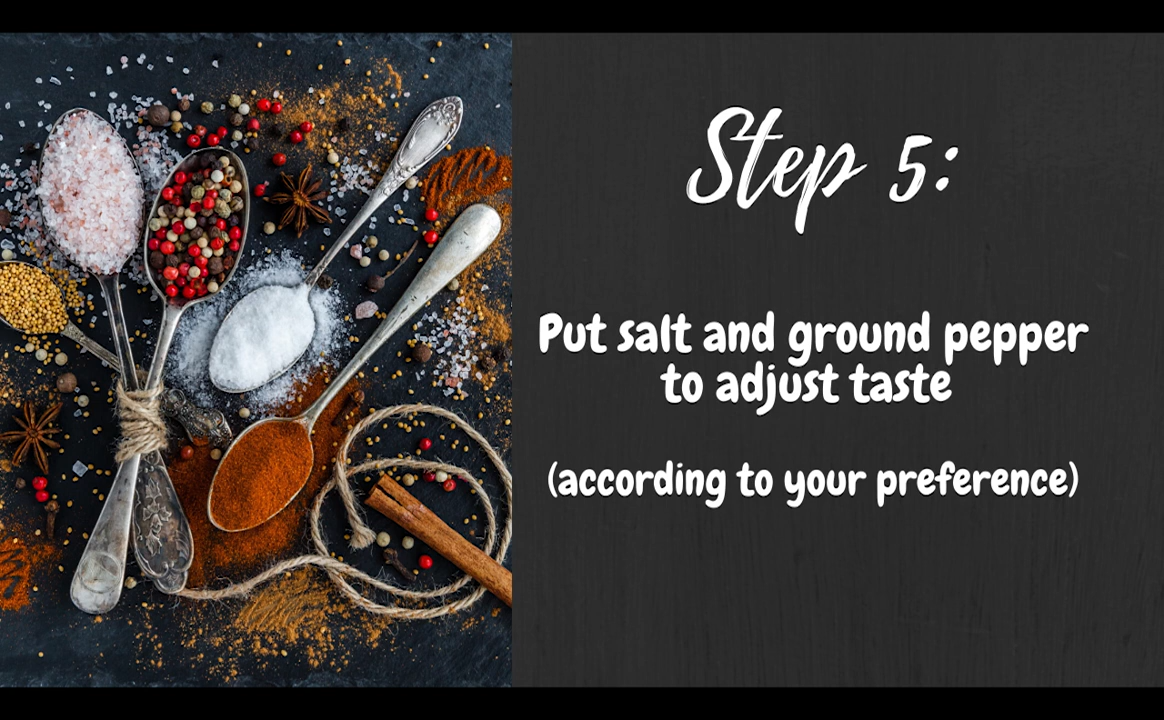 Step 5:
Put salt and ground pepper
to adjust taste
(according to your preference)